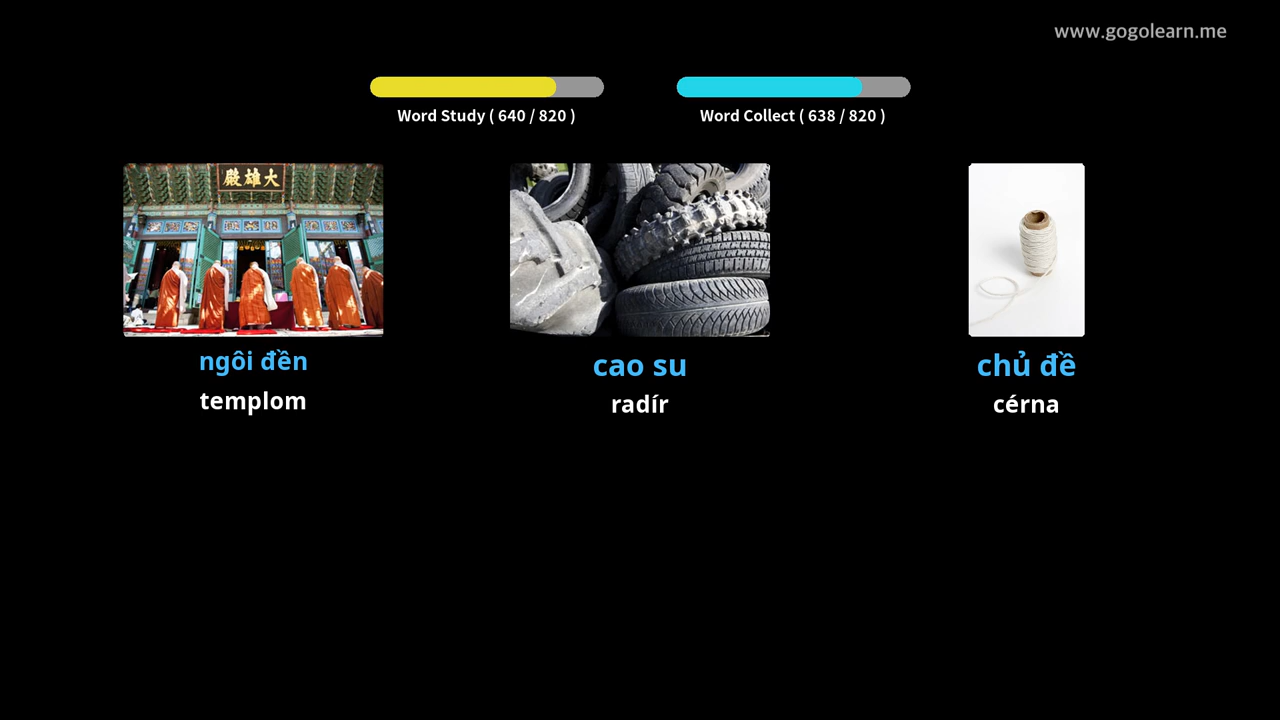 www.gogolearn.me
Word Study ( 640 / 820 )
Word Collect ( 638 / 820 )
大雄殿
ngôi đền
templom
cao su
radír
chủ đề
cérna